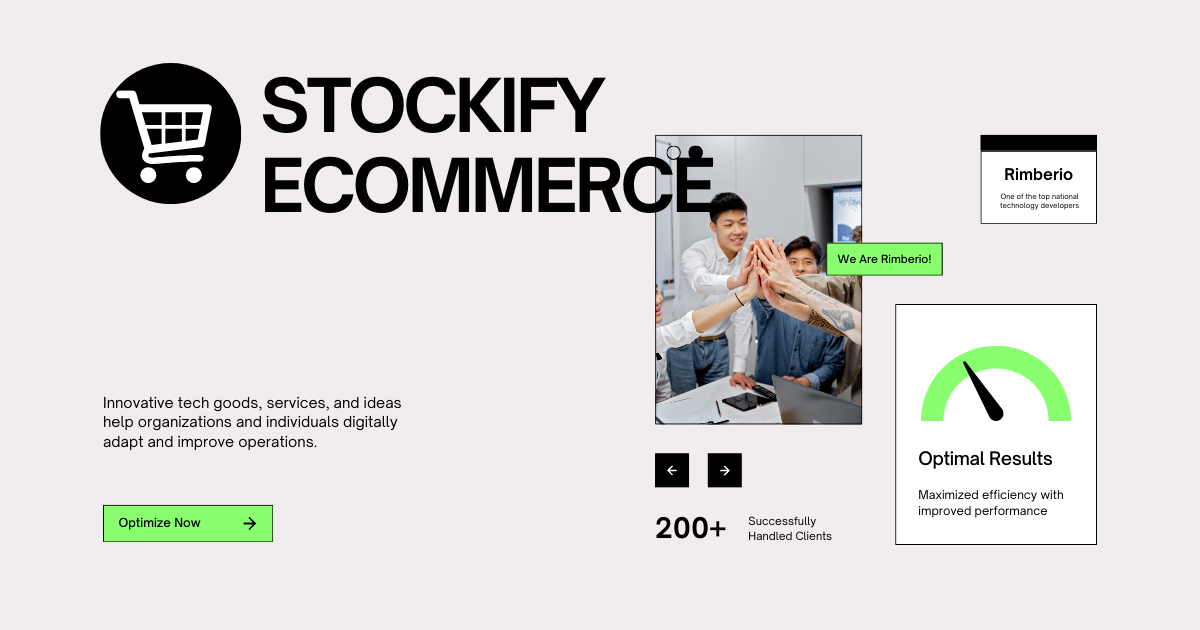 STOCKIFY
ECOMMERCE
Innovative tech goods, services, and ideas
help organizations and individuals digitally
adapt and improve operations.
Optimize Now
We Are Rimberio!
200+
Successfully
Handled Clients
Rimberio
One of the top national
technology developers
Optimal Results
Maximized efficiency with
improved performance